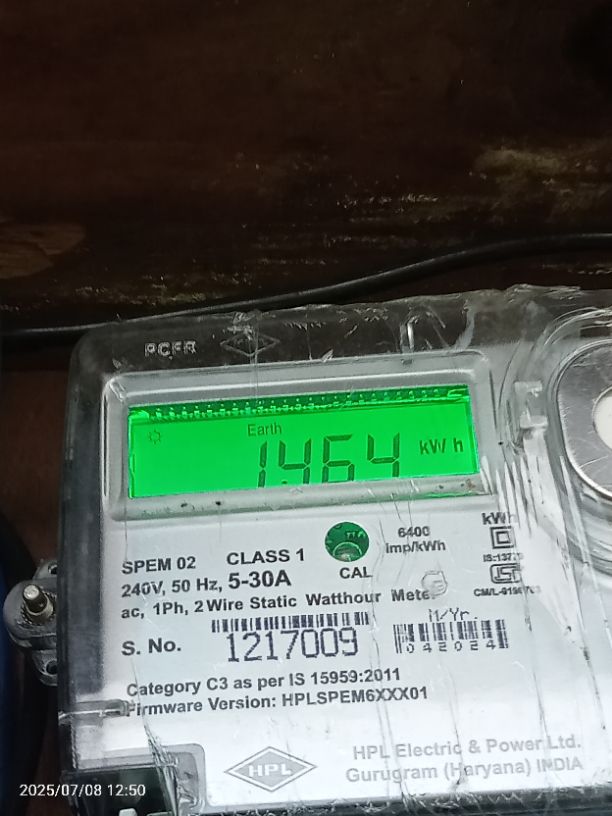 Earth
1464 kW h
6400
imp/kWh
kWh
SPEM 02 CLASS 1
CAL
240V, 50 Hz, 5-30A
ac, 1Ph, 2 Wire Static Watthour Meter
M/Yr
S. No. 1217009
042024
Category C3 as per IS 15959:2011
Firmware Version: HPLSPEM6XXX01
HPL
HPL Electric & Power Ltd.
Gurugram (Haryana) INDIA
2025/07/08 12:50